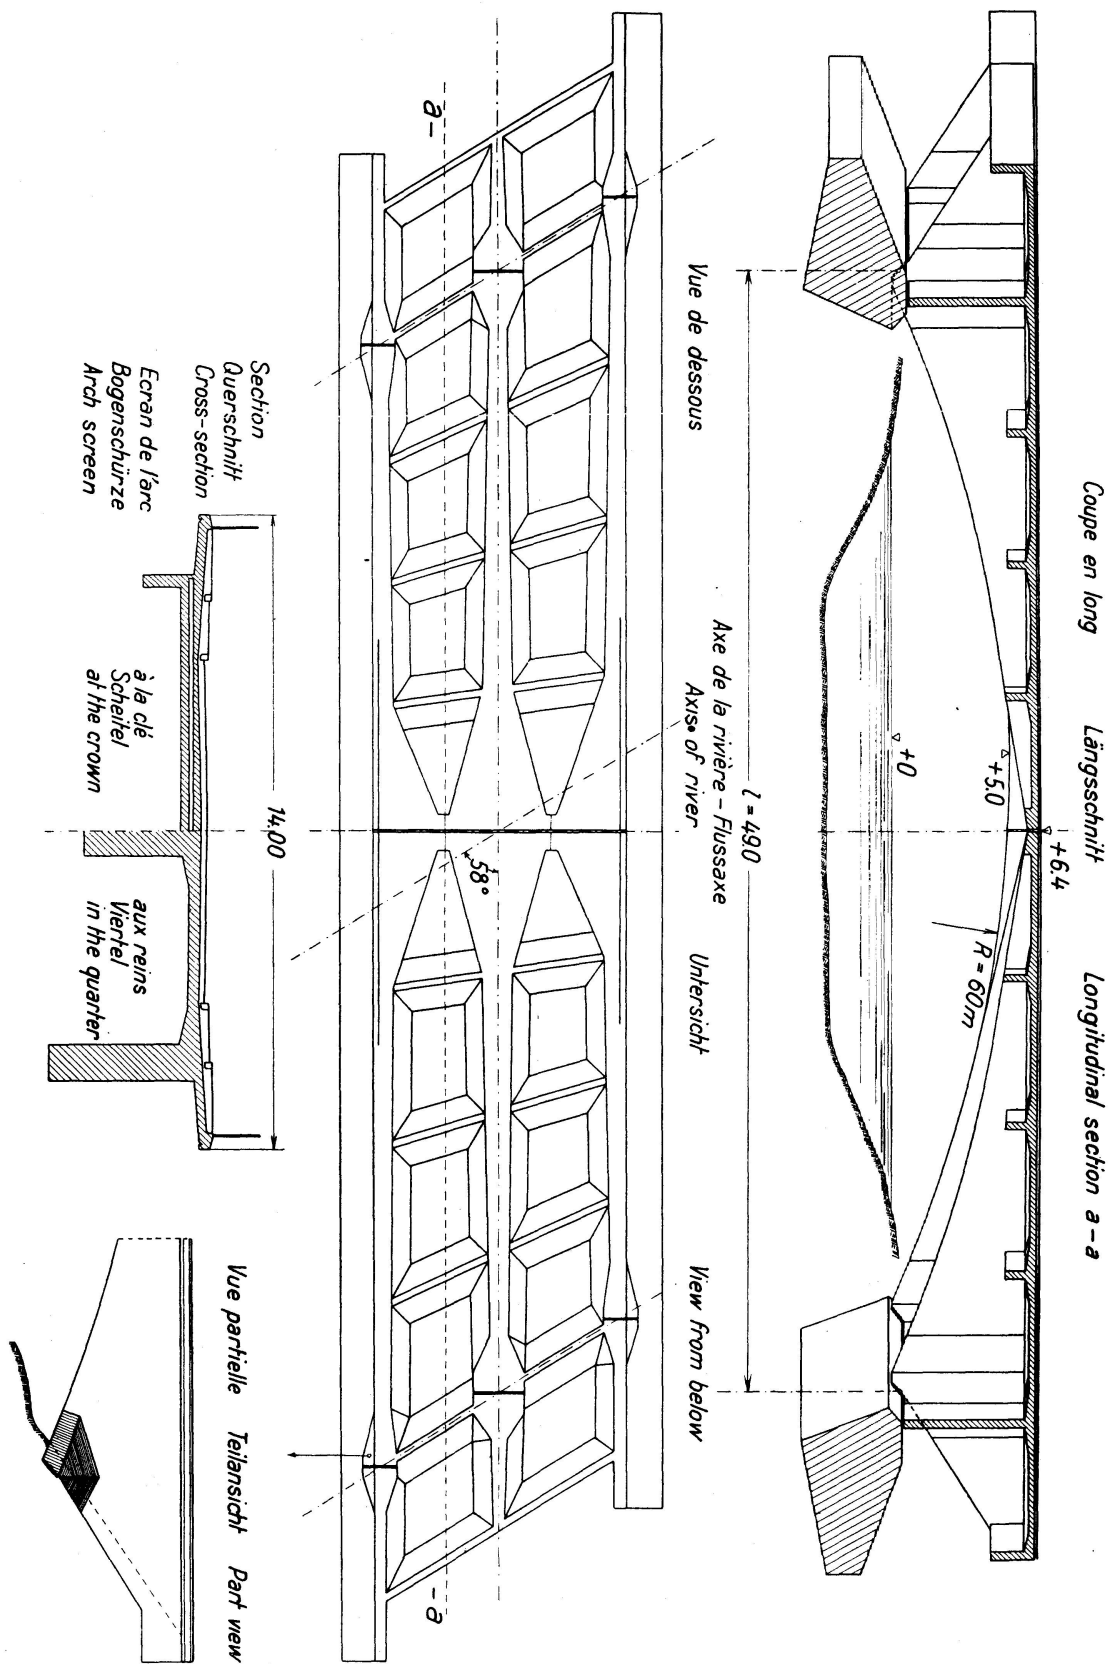 Coupe en long Längsschnitt Longitudinal section a-a
+6.4
+5.0
+0
R = 60m
l = 49.0
Vue de dessous Untersicht View from below
Axe de la rivière - Flussaxe
Axis of river
58°
a-
-a
14.00
Section
Querschnitt
Cross-section
Ecran de l'arc
Bogenschürze
Arch screen
à la clé
Scheitel
at the crown
aux reins
Viertel
in the quarter
Vue partielle Teilansicht Part view